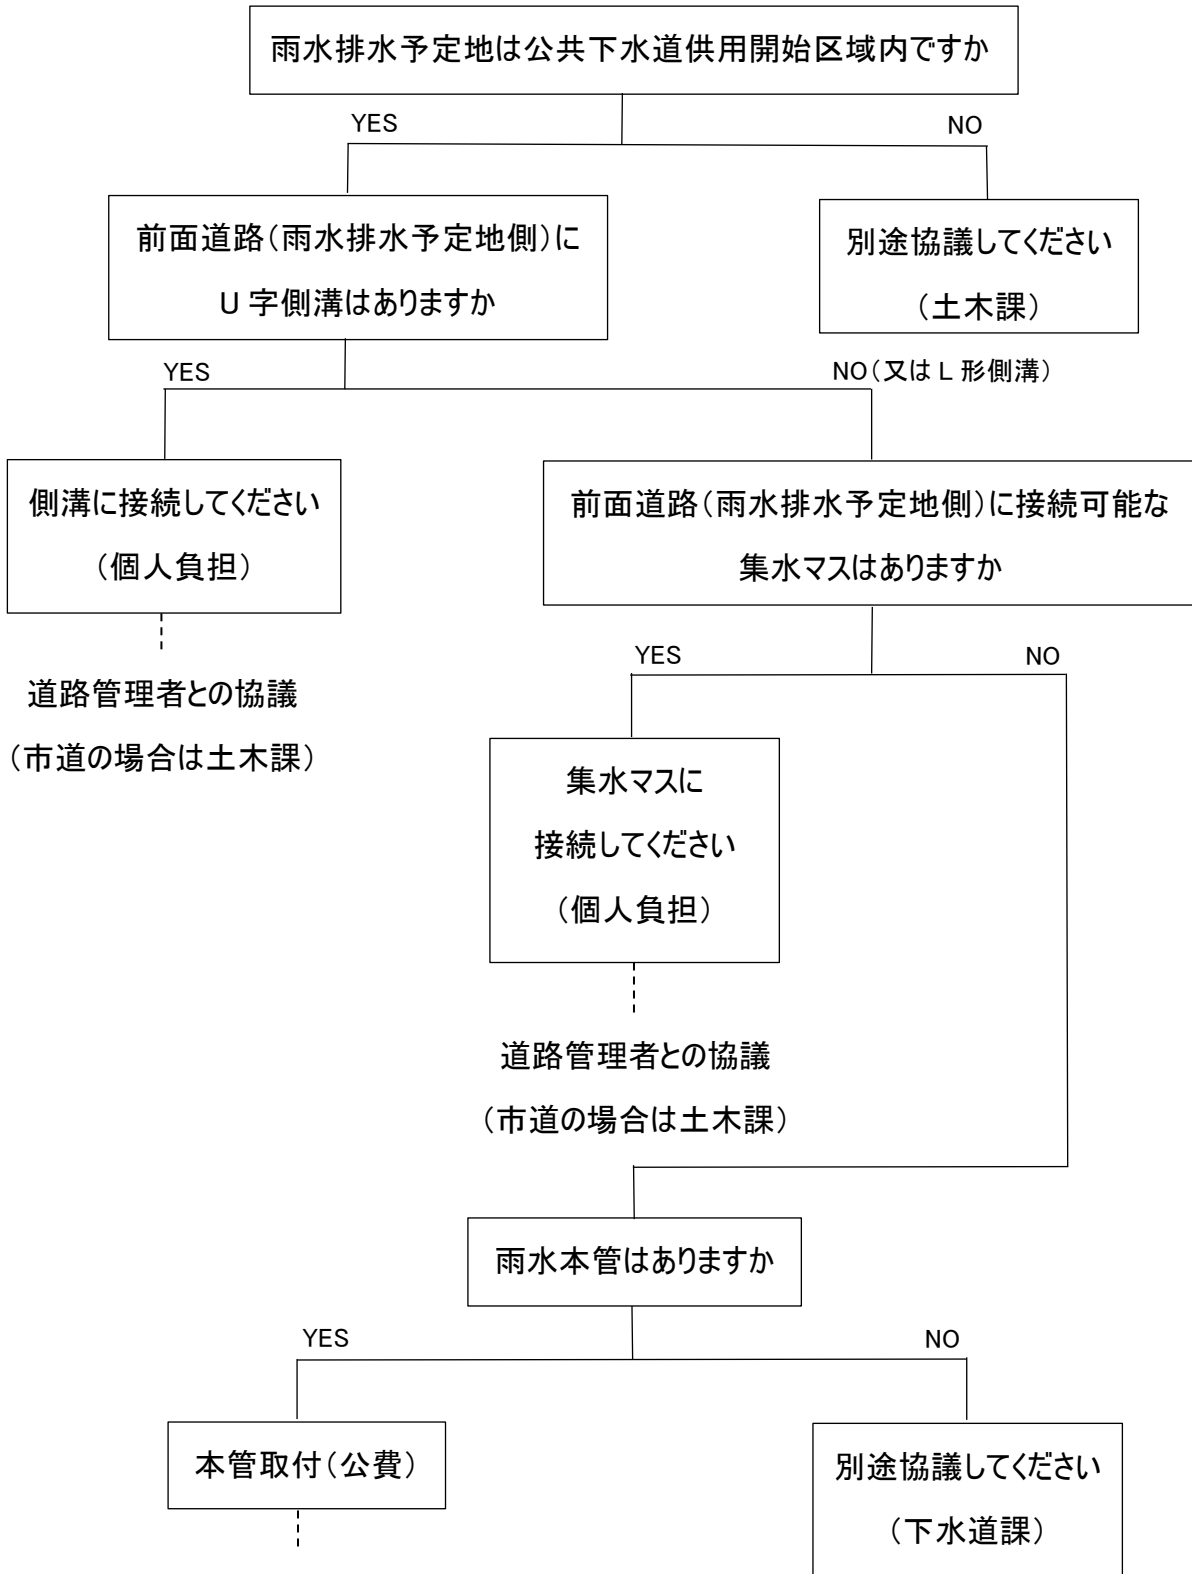 雨水排水予定地は公共下水道供用開始区域内ですか
YES
NO
前面道路（雨水排水予定地側）に
U 字側溝はありますか
別途協議してください
（土木課）
YES
NO（又は L 形側溝）
側溝に接続してください
（個人負担）
前面道路（雨水排水予定地側）に接続可能な
集水マスはありますか
道路管理者との協議
（市道の場合は土木課）
YES
NO
集水マスに
接続してください
（個人負担）
道路管理者との協議
（市道の場合は土木課）
雨水本管はありますか
YES
NO
本管取付（公費）
別途協議してください
（下水道課）